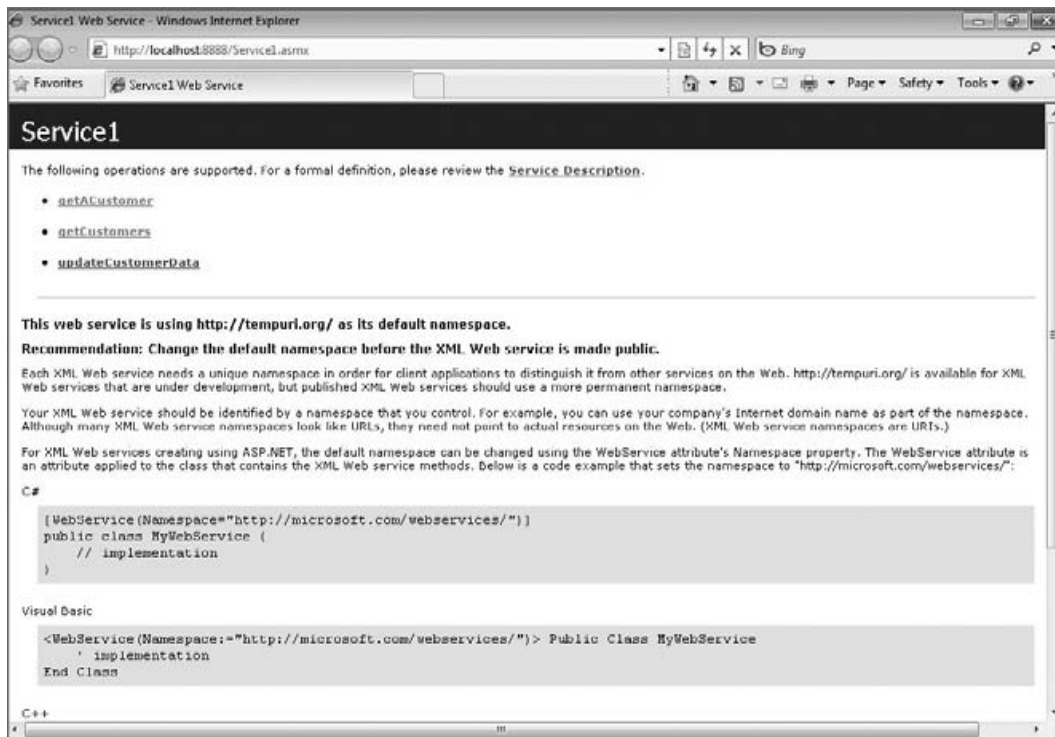 Service1 Web Service - Windows Internet Explorer
http://localhost:8888/Service1.asmx
Bing
Favorites
Service1 Web Service
Page
Safety
Tools
Service1
The following operations are supported. For a formal definition, please review the Service Description.
• getACustomer
• getCustomers
• updateCustomerData
This web service is using http://tempuri.org/ as its default namespace.
Recommendation: Change the default namespace before the XML Web service is made public.
Each XML Web service needs a unique namespace in order for client applications to distinguish it from other services on the Web. http://tempuri.org/ is available for XML
Web services that are under development, but published XML Web services should use a more permanent namespace.
Your XML Web service should be identified by a namespace that you control. For example, you can use your company's Internet domain name as part of the namespace.
Although many XML Web service namespaces look like URLs, they need not point to actual resources on the Web. (XML Web service namespaces are URIs.)
For XML Web services creating using ASP.NET, the default namespace can be changed using the WebService attribute's Namespace property. The WebService attribute is
an attribute applied to the class that contains the XML Web service methods. Below is a code example that sets the namespace to "http://microsoft.com/webservices/":
C#
[WebService(Namespace="http://microsoft.com/webservices/")]
public class MyWebService {
// implementation
}
Visual Basic
<WebService(Namespace:="http://microsoft.com/webservices/")> Public Class MyWebService
' implementation
End Class
C++